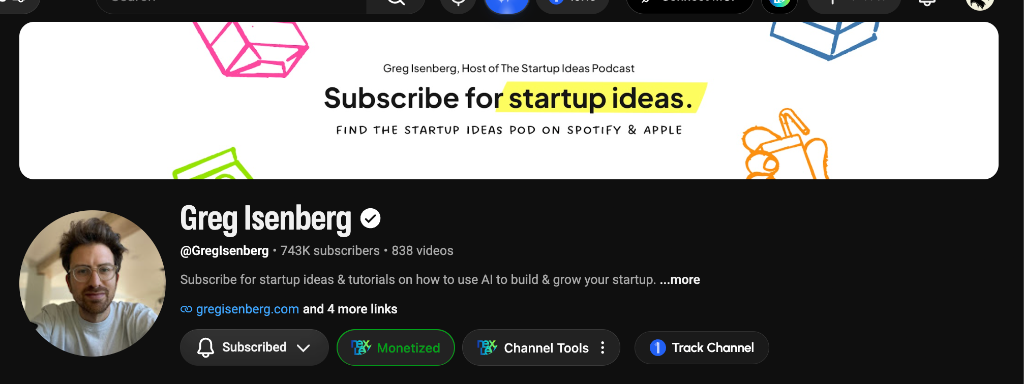 Greg Isenberg, Host of The Startup Ideas Podcast
Subscribe for startup ideas.
FIND THE STARTUP IDEAS POD ON SPOTIFY & APPLE
Greg Isenberg
@GregIsenberg • 743K subscribers • 838 videos
Subscribe for startup ideas & tutorials on how to use AI to build & grow your startup. ...more
gregisenberg.com and 4 more links
Subscribed
Monetized
Channel Tools
1 Track Channel